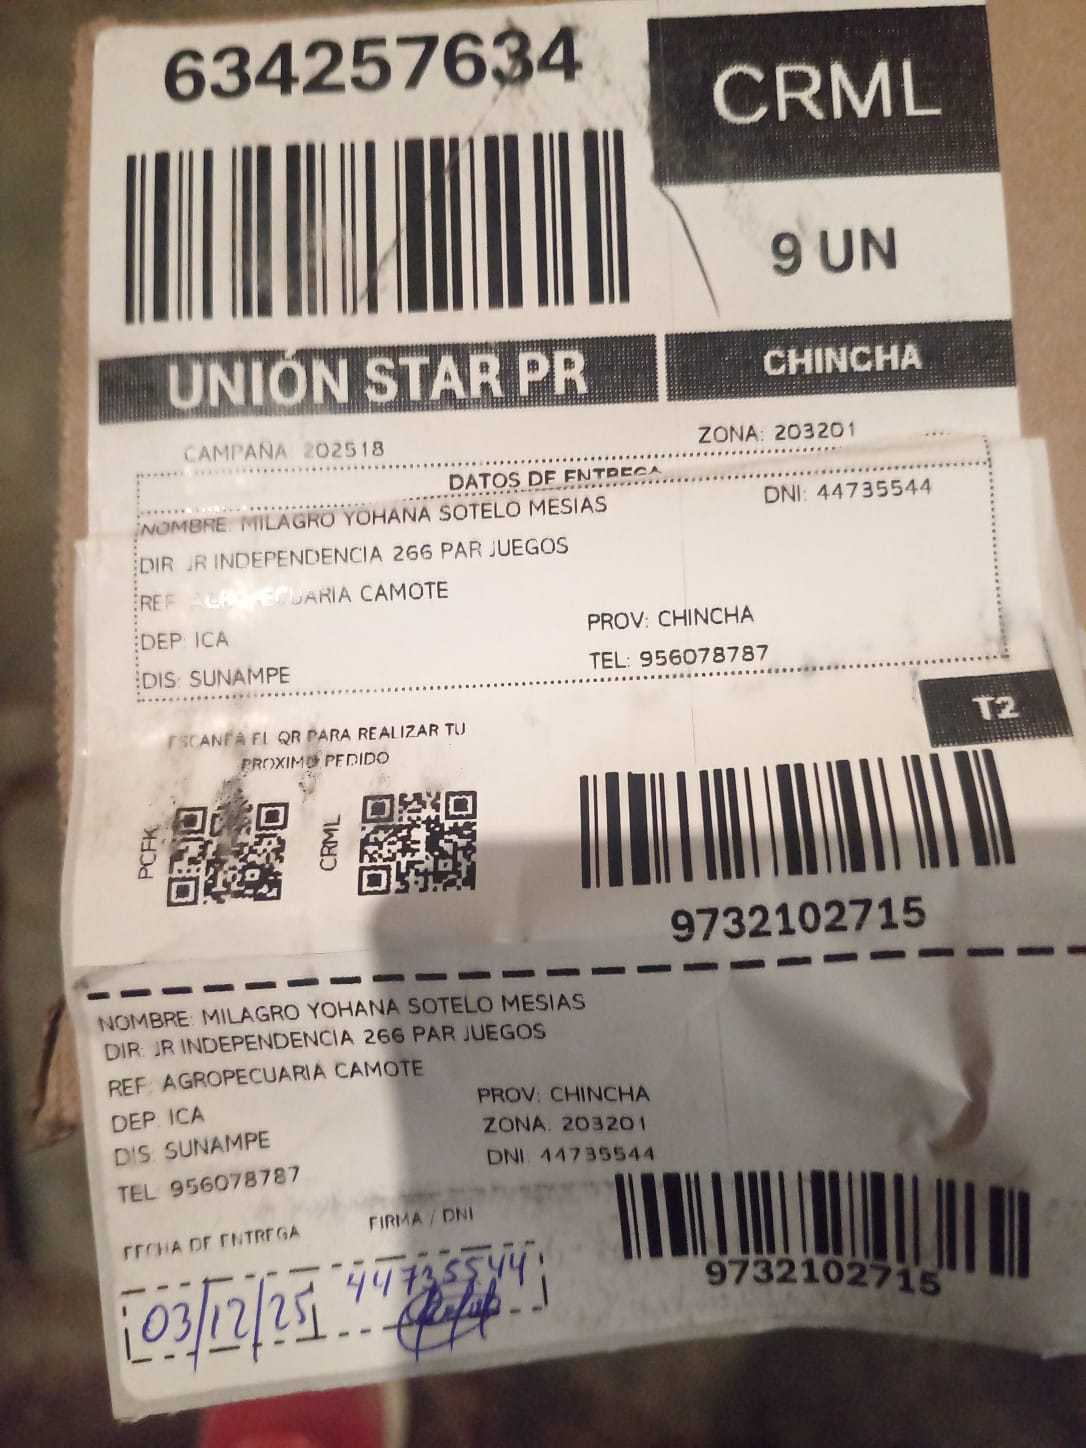 634257634
CRML
9 UN
UNIÓN STAR PR
CHINCHA
CAMPAÑA 202518
ZONA: 203201
DATOS DE ENTREGA
NOMBRE: MILAGRO YOHANA SOTELO MESIAS
DNI: 44735544
DIR JR INDEPENDENCIA 266 PAR JUEGOS
REF AGROPECUARIA CAMOTE
DEP: ICA
PROV: CHINCHA
DIS: SUNAMPE
TEL: 956078787
T2
ESCANEA EL QR PARA REALIZAR TU
PROXIMO PEDIDO
PCFK
CRML
9732102715
NOMBRE: MILAGRO YOHANA SOTELO MESIAS
DIR: JR INDEPENDENCIA 266 PAR JUEGOS
REF: AGROPECUARIA CAMOTE
DEP: ICA
PROV: CHINCHA
DIS: SUNAMPE
ZONA: 203201
TEL 956078787
DNI: 44735544
FECHA DE ENTREGA
FIRMA / DNI
03/12/25
44735544
9732102715